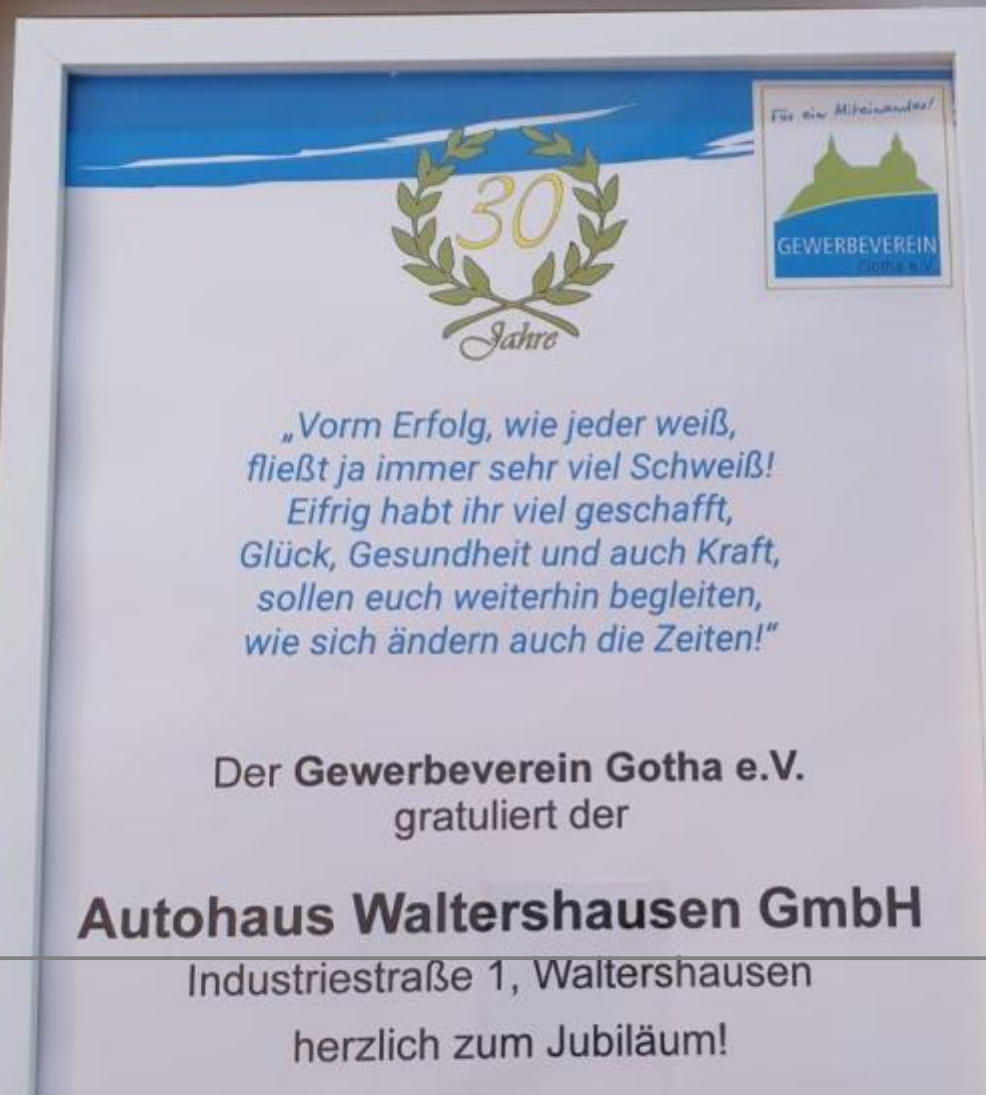 Für ein Miteinander!
GEWERBEVEREIN
Gotha e.V.
30
Jahre
„Vorm Erfolg, wie jeder weiß,
fließt ja immer sehr viel Schweiß!
Eifrig habt ihr viel geschafft,
Glück, Gesundheit und auch Kraft,
sollen euch weiterhin begleiten,
wie sich ändern auch die Zeiten!“
Der Gewerbeverein Gotha e.V.
gratuliert der
Autohaus Waltershausen GmbH
Industriestraße 1, Waltershausen
herzlich zum Jubiläum!